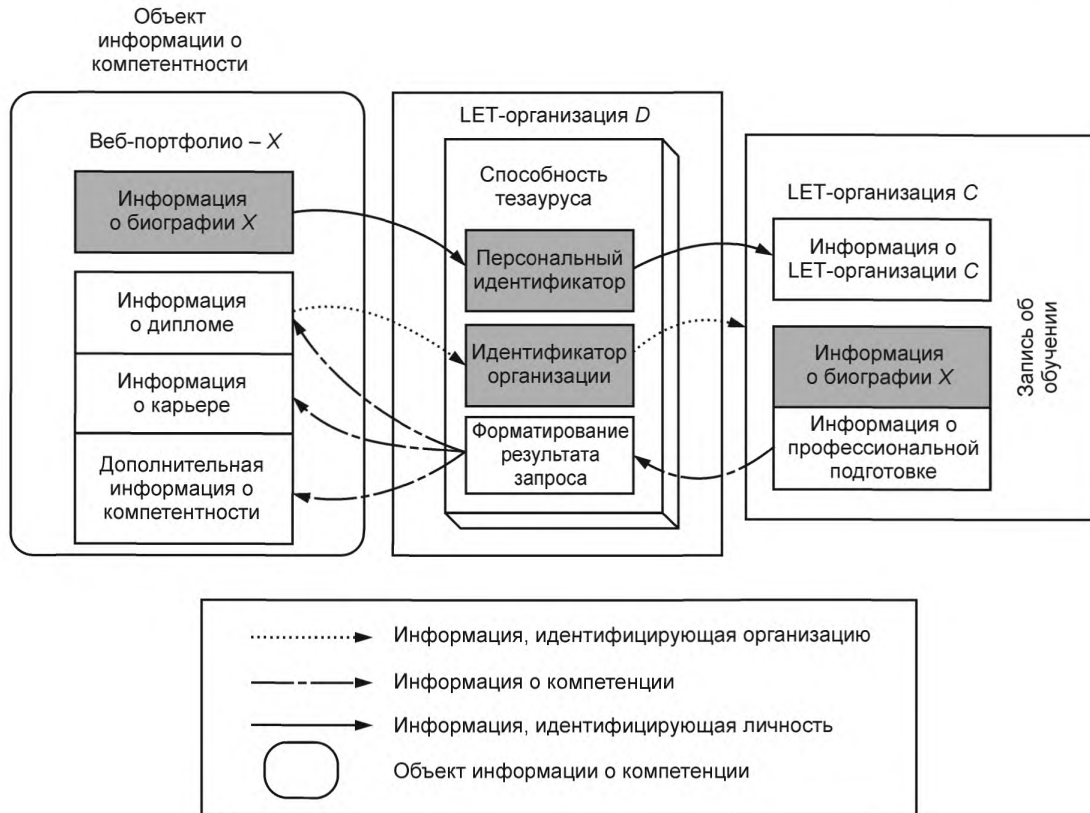 Объект
информации о
компетентности
Веб-портфолио – X
Информация
о биографии X
Информация
о дипломе
Информация
о карьере
Дополнительная
информация о
компетентности
LET-организация D
Способность
тезауруса
Персональный
идентификатор
Идентификатор
организации
Форматирование
результата
запроса
LET-организация C
Информация о
LET-организации C
Информация
о биографии X
Информация о
профессиональной
подготовке
Запись об
обучении
Информация, идентифицирующая организацию
Информация о компетенции
Информация, идентифицирующая личность
Объект информации о компетенции